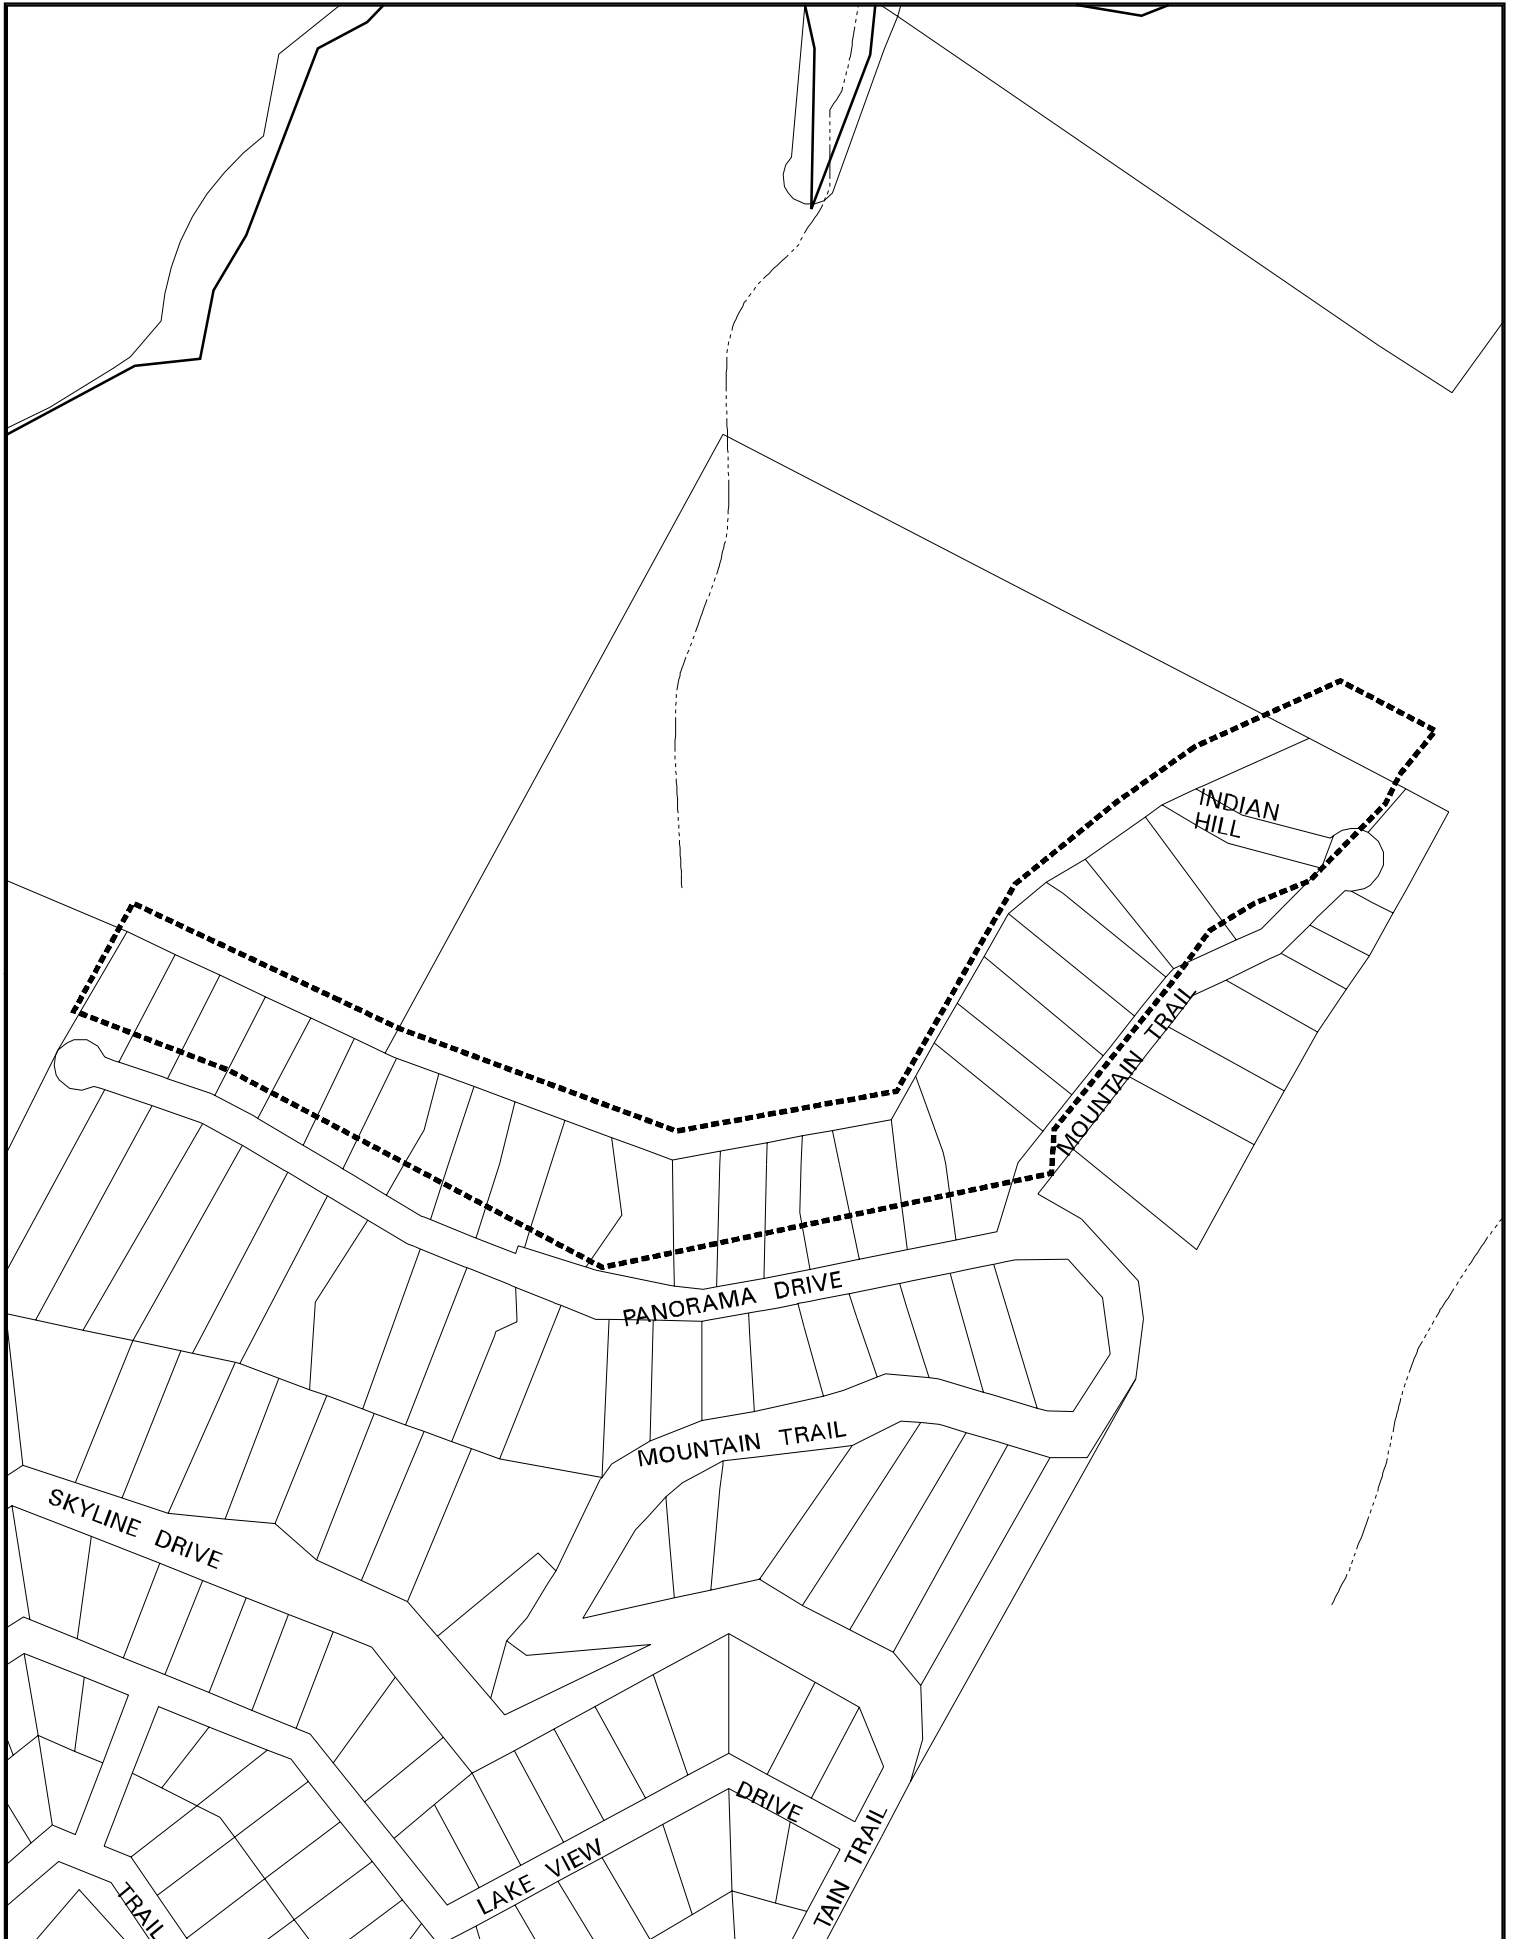 INDIAN
HILL
MOUNTAIN TRAIL
PANORAMA DRIVE
MOUNTAIN TRAIL
SKYLINE DRIVE
DRIVE
LAKE VIEW
TAIN TRAIL
TRAIL